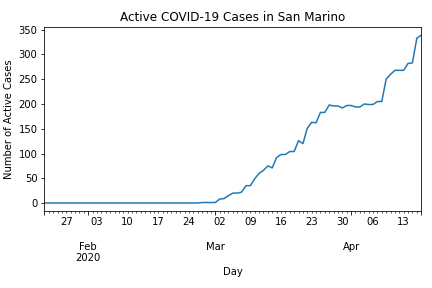 Active COVID-19 Cases in San Marino
350
300
250
200
150
100
50
0
Number of Active Cases
27 03 10 17 24 02 09 16 23 30 06 13
Feb Mar Apr
2020
Day